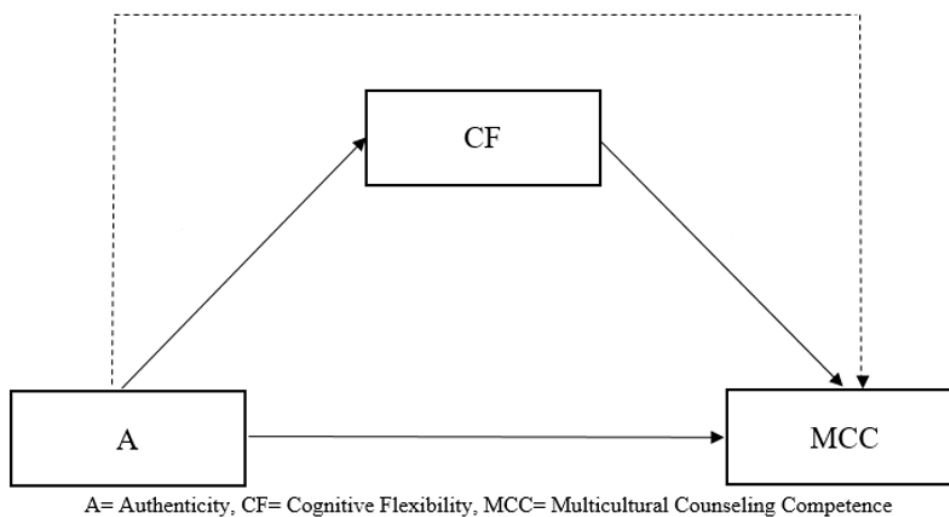 CF
A
MCC
A= Authenticity, CF= Cognitive Flexibility, MCC= Multicultural Counseling Competence